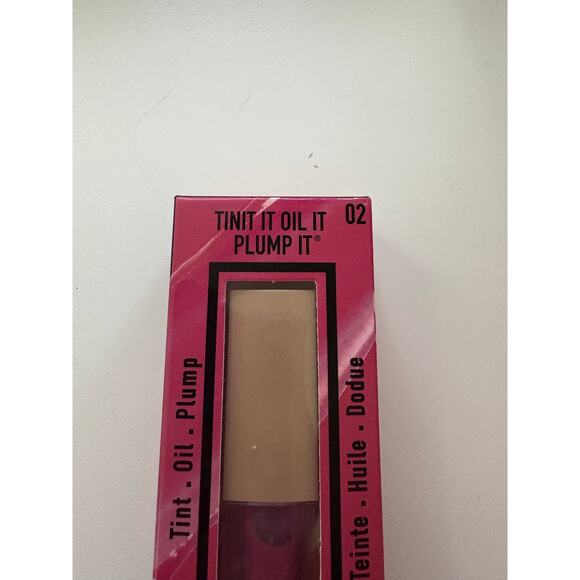 TINIT IT OIL IT
PLUMP IT®
02
Tint . Oil . Plump
Teinte . Huile . Dodue